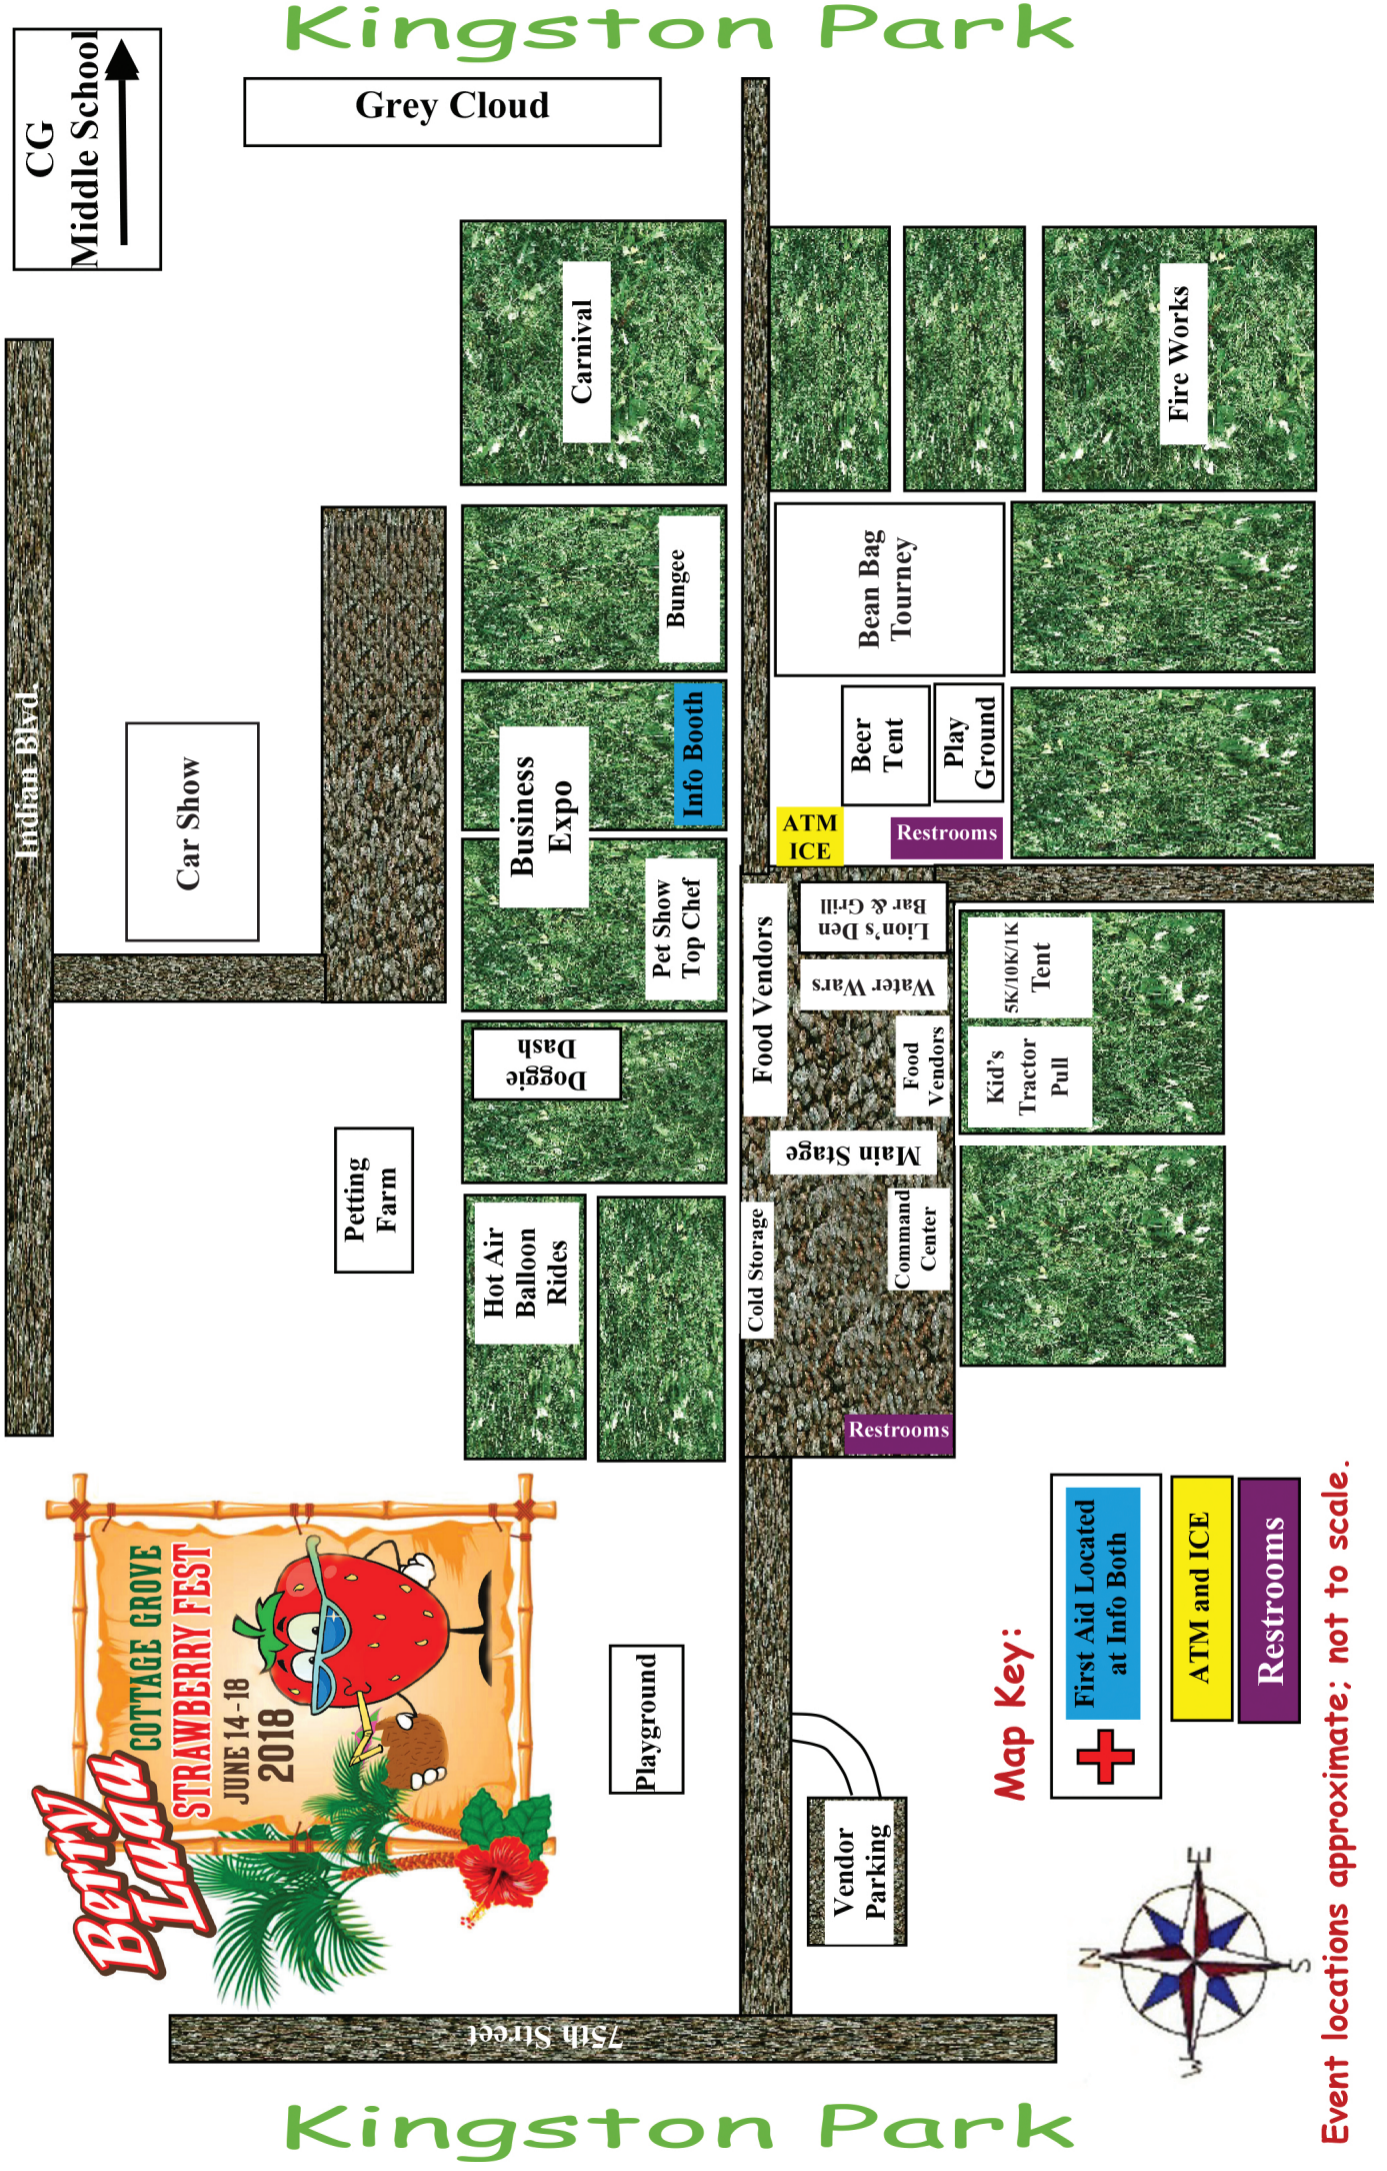 Kingston Park
CG
Middle School
Grey Cloud
Indian Blvd.
Car Show
Carnival
Fire Works
Bungee
Bean Bag
Tourney
Business
Expo
Info Booth
Beer
Tent
Play
Ground
ATM
ICE
Restrooms
Pet Show
Top Chef
Food Vendors
Lion's Den
Bar & Grill
Water Wars
5K/10K/1K
Tent
Doggie
Dash
Food
Vendors
Kid's
Tractor
Pull
Petting
Farm
Main Stage
Hot Air
Balloon
Rides
Cold Storage
Command
Center
Restrooms
Berry
Luau
COTTAGE GROVE
STRAWBERRY FEST
JUNE 14-18
2018
Playground
Vendor
Parking
Map Key:
First Aid Located
at Info Both
ATM and ICE
Restrooms
N
E
S
W
75th Street
Event locations approximate; not to scale.
Kingston Park